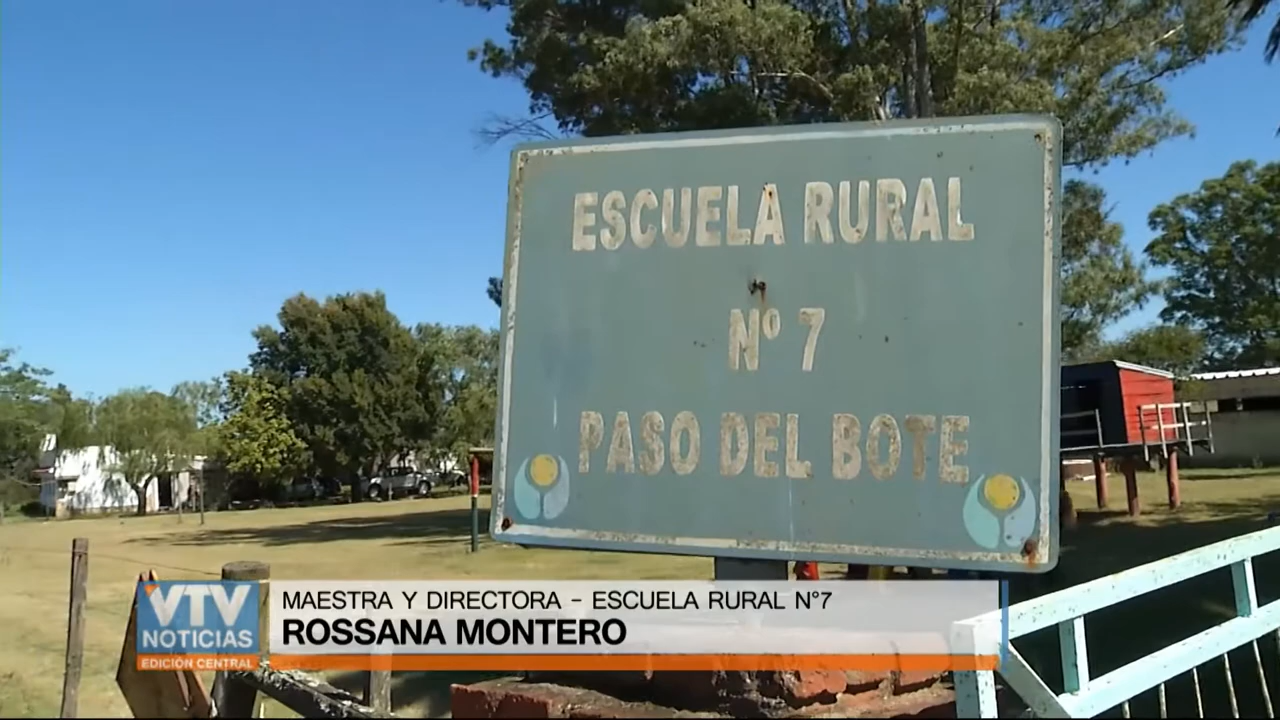 ESCUELA RURAL
Nº 7
PASO DEL BOTE
VTV
NOTICIAS
EDICIÓN CENTRAL
MAESTRA Y DIRECTORA - ESCUELA RURAL N°7
ROSSANA MONTERO